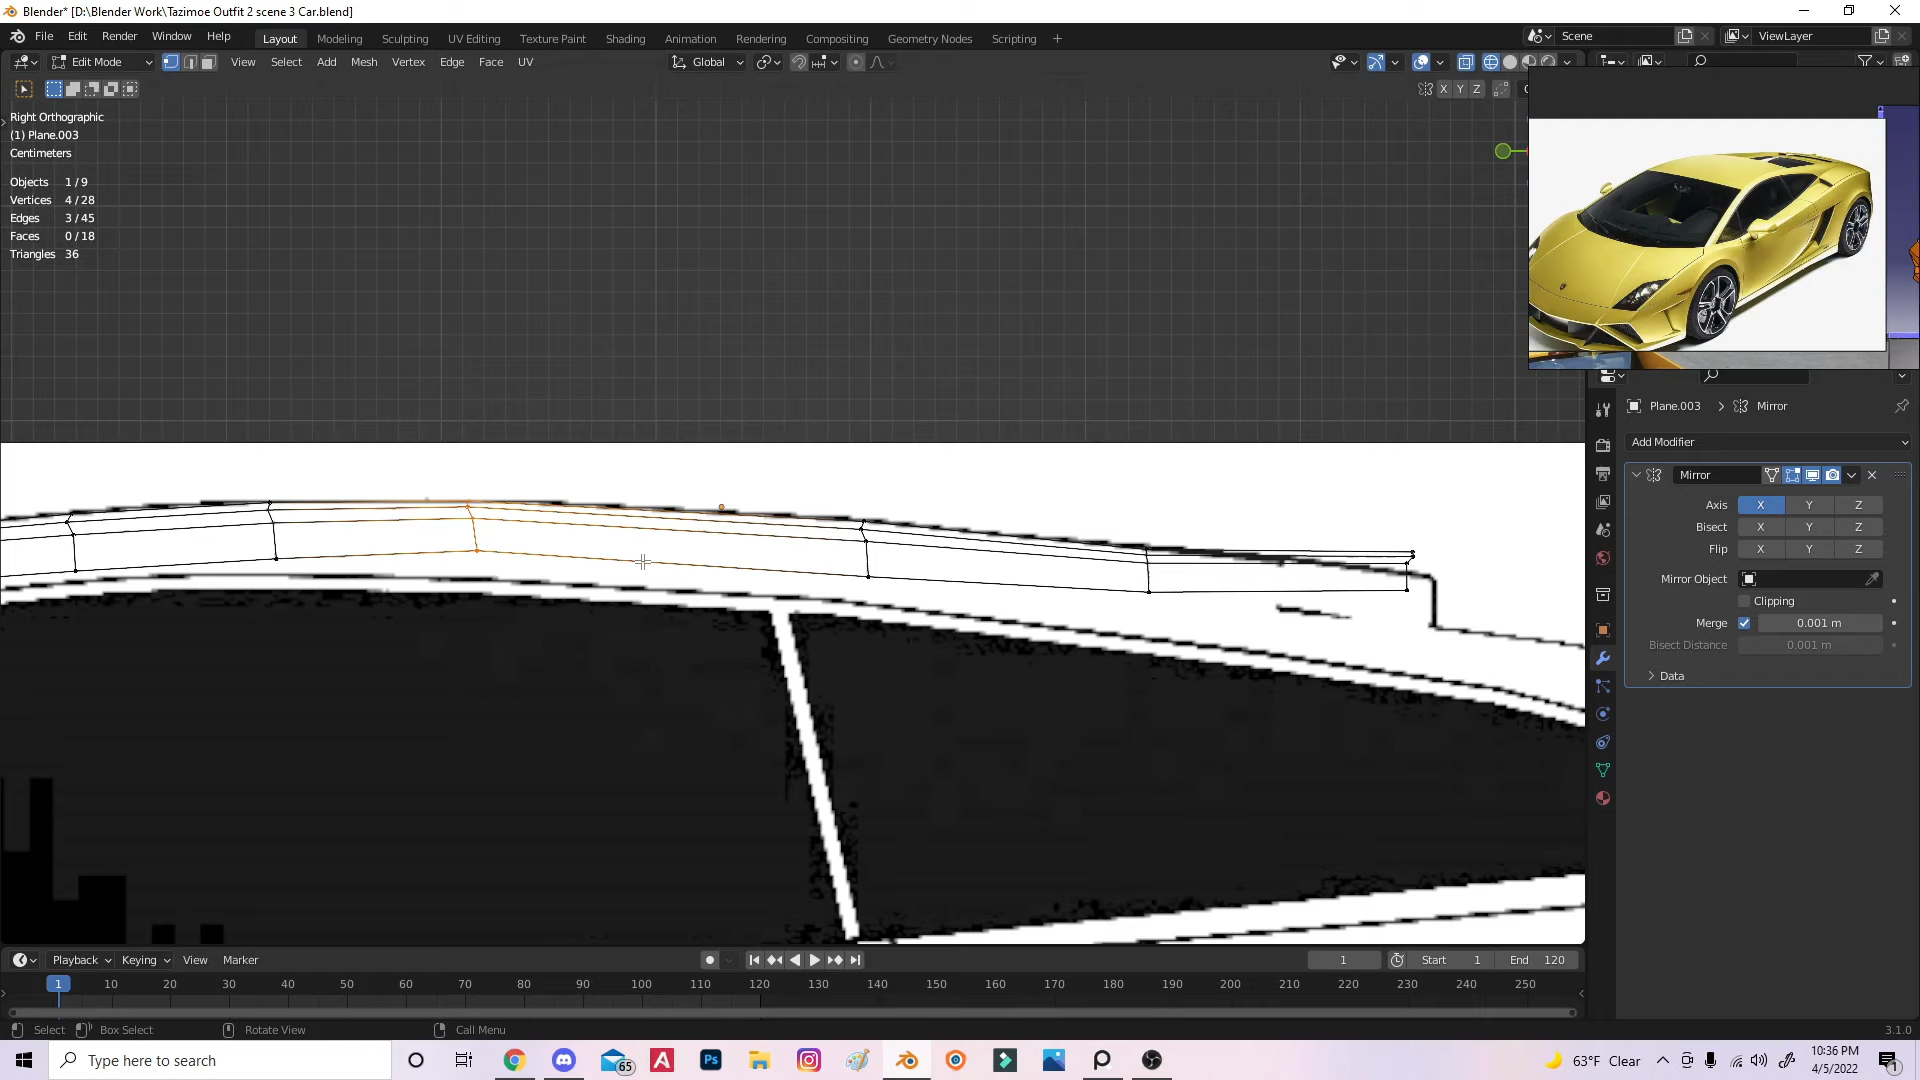 Blender* [D:\Blender Work\Tazimoe Outfit 2 scene 3 Car.blend]
File Edit Render Window Help Layout Modeling Sculpting UV Editing Texture Paint Shading Animation Rendering Compositing Geometry Nodes Scripting + Scene ViewLayer
Edit Mode View Select Add Mesh Vertex Edge Face UV Global
X Y Z
Right Orthographic
(1) Plane.003
Centimeters
Objects 1 / 9
Vertices 4 / 28
Edges 3 / 45
Faces 0 / 18
Triangles 36
Plane.003 > Mirror
Add Modifier
Mirror
Axis X Y Z
Bisect X Y Z
Flip X Y Z
Mirror Object
Clipping
Merge 0.001 m
Bisect Distance 0.001 m
Data
Playback Keying View Marker 1 Start 1 End 120
1 10 20 30 40 50 60 70 80 90 100 110 120 130 140 150 160 170 180 190 200 210 220 230 240 250
Select Box Select Rotate View Call Menu 3.1.0
Type here to search 65 Ps 63°F Clear 10:36 PM
4/5/2022 1